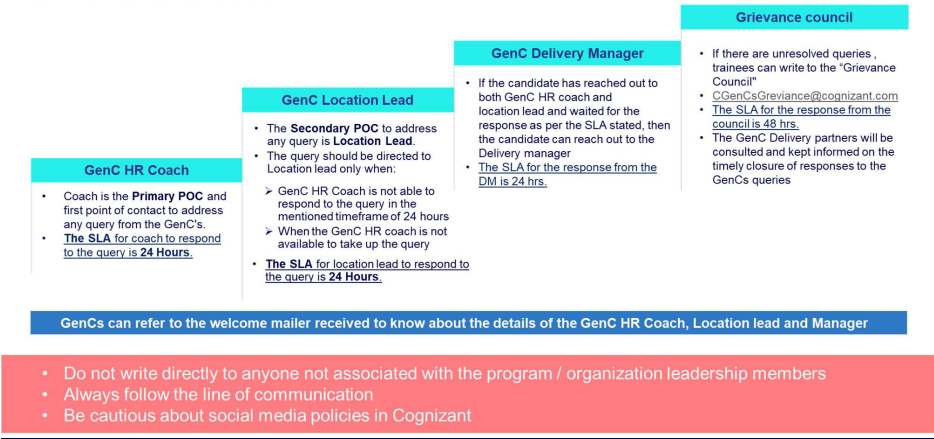 GenC HR Coach
• Coach is the Primary POC and
first point of contact to address
any query from the GenC's.
• The SLA for coach to respond
to the query is 24 Hours.
GenC Location Lead
• The Secondary POC to address
any query is Location Lead.
• The query should be directed to
Location lead only when:
➢ GenC HR Coach is not able to
respond to the query in the
mentioned timeframe of 24 hours
➢ When the GenC HR coach is not
available to take up the query
• The SLA for location lead to respond to
the query is 24 Hours.
GenC Delivery Manager
• If the candidate has reached out to
both GenC HR coach and
location lead and waited for the
response as per the SLA stated, then
the candidate can reach out to the
Delivery manager
• The SLA for the response from the
DM is 24 hrs.
Grievance council
• If there are unresolved queries ,
trainees can write to the “Grievance
Council"
• CGenCsGreviance@cognizant.com
• The SLA for the response from the
council is 48 hrs.
• The GenC Delivery partners will be
consulted and kept informed on the
timely closure of responses to the
GenCs queries
GenCs can refer to the welcome mailer received to know about the details of the GenC HR Coach, Location lead and Manager
• Do not write directly to anyone not associated with the program / organization leadership members
• Always follow the line of communication
• Be cautious about social media policies in Cognizant